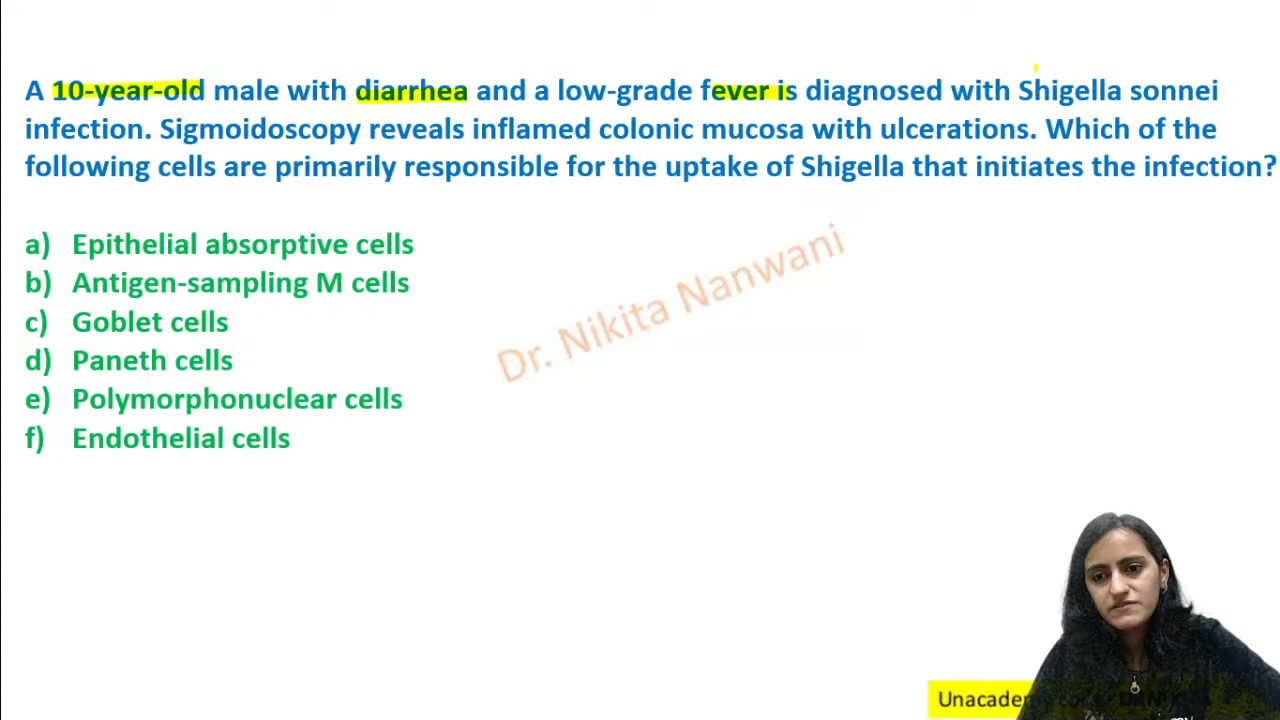 A 10-year-old male with diarrhea and a low-grade fever is diagnosed with Shigella sonnei
infection. Sigmoidoscopy reveals inflamed colonic mucosa with ulcerations. Which of the
following cells are primarily responsible for the uptake of Shigella that initiates the infection?
a) Epithelial absorptive cells
b) Antigen-sampling M cells
c) Goblet cells
d) Paneth cells
e) Polymorphonuclear cells
f) Endothelial cells
Dr. Nikita Nanwani